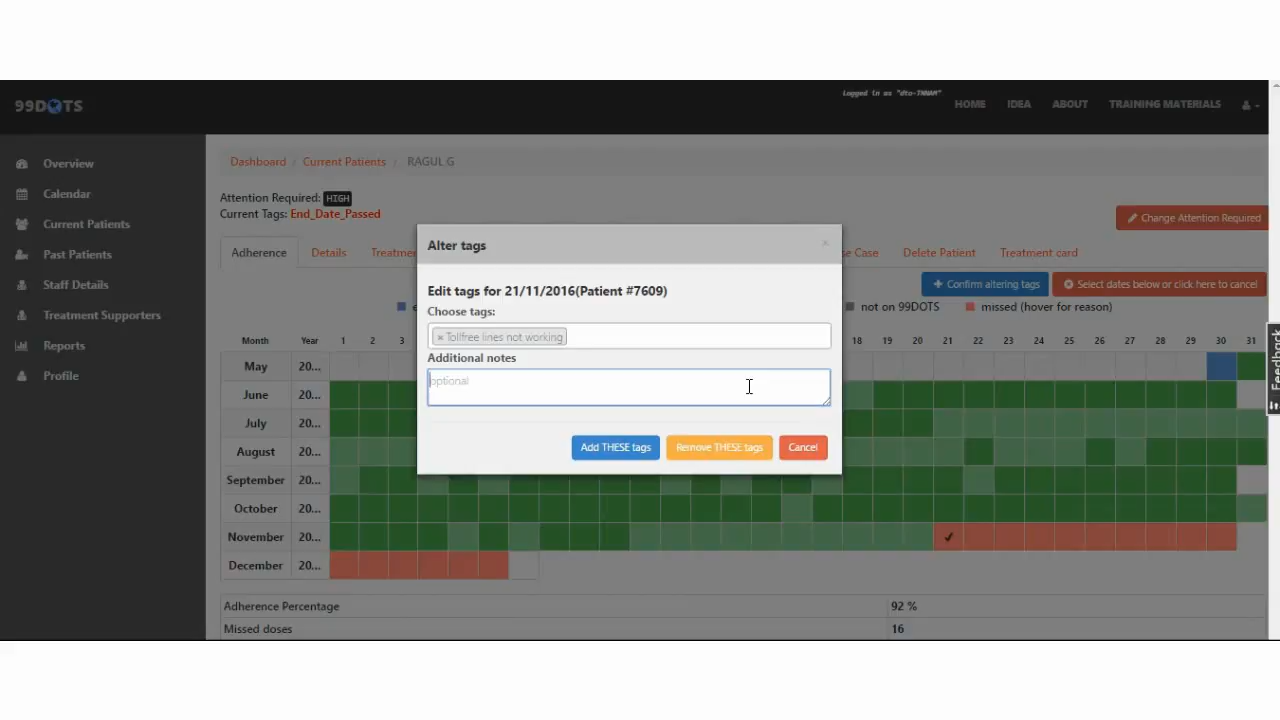 99DOTS
Logged in as "dto-TNNAM"
HOME IDEA ABOUT TRAINING MATERIALS
Overview
Calendar
Current Patients
Past Patients
Staff Details
Treatment Supporters
Reports
Profile
Dashboard / Current Patients / RAGUL.G
Attention Required: HIGH
Current Tags: End_Date_Passed
Change Attention Required
Adherence Details Treatmen se Case Delete Patient Treatment card
+ Confirm altering tags Select dates below or click here to cancel
not on 99DOTS missed (hover for reason)
Alter tags ×
Edit tags for 21/11/2016(Patient #7609)
Choose tags:
× Tollfree lines not working
Additional notes
optional
Add THESE tags Remove THESE tags Cancel
Month Year 1 2 3 18 19 20 21 22 23 24 25 26 27 28 29 30 31
May 20...
June 20...
July 20...
August 20...
September 20...
October 20...
November 20... ✓
December 20...
Adherence Percentage 92 %
Missed doses 16
Feedback